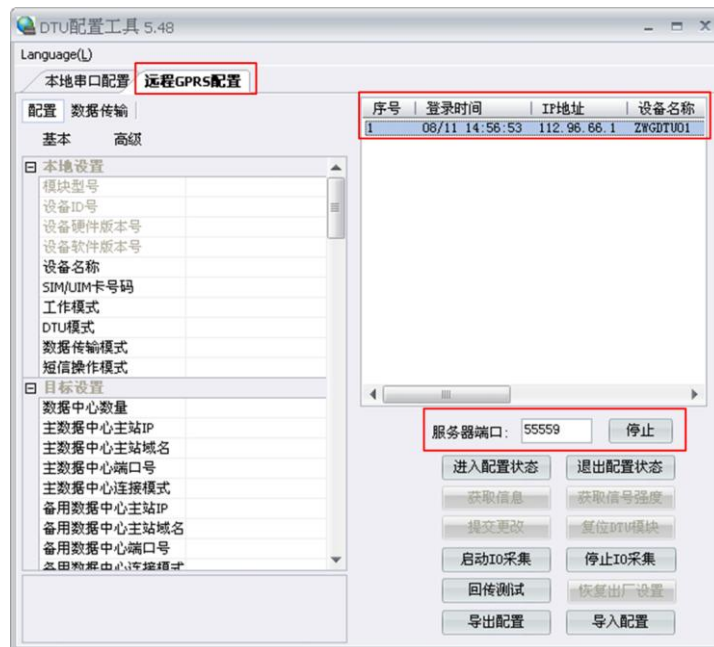 DTU配置工具 5.48
Language(L)
本地串口配置 远程GPRS配置
配置 数据传输
基本 高级
本地设置
模块型号
设备ID号
设备硬件版本号
设备软件版本号
设备名称
SIM/UIM卡号码
工作模式
DTU模式
数据传输模式
短信操作模式
目标设置
数据中心数量
主数据中心主站IP
主数据中心主站域名
主数据中心端口号
主数据中心连接模式
备用数据中心主站IP
备用数据中心主站域名
备用数据中心端口号
备用数据中心连接模式
序号 登录时间 IP地址 设备名称
1 08/11 14:56:53 112.96.66.1 ZWGDTU01
服务器端口: 55559 停止
进入配置状态 退出配置状态
获取信息 获取信号强度
提交更改 复位DTU模块
启动IO采集 停止IO采集
回传测试 恢复出厂设置
导出配置 导入配置